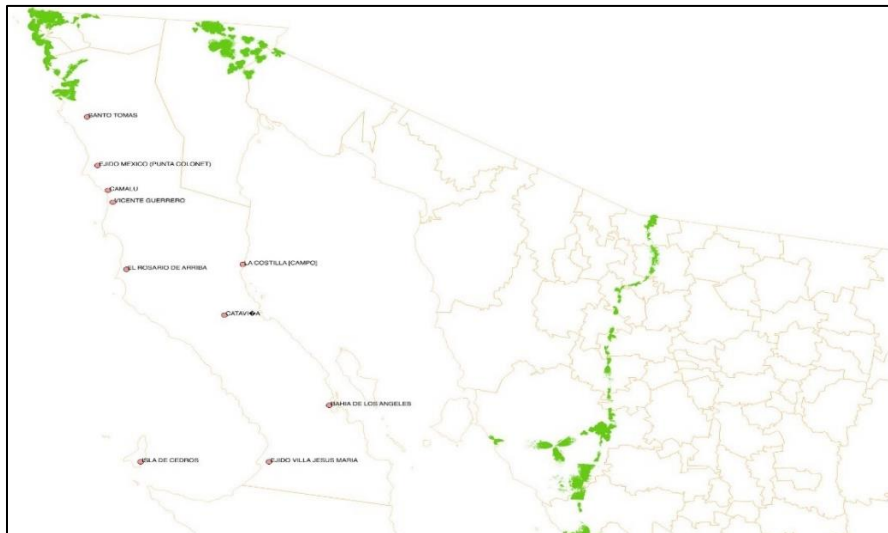 SANTO TOMAS
EJIDO MEXICO (PUNTA COLONET)
CAMALU
VICENTE GUERRERO
EL ROSARIO DE ARRIBA
LA COSTILLA [CAMPO]
CATAVI�A
BAHIA DE LOS ANGELES
ISLA DE CEDROS
EJIDO VILLA JESUS MARIA